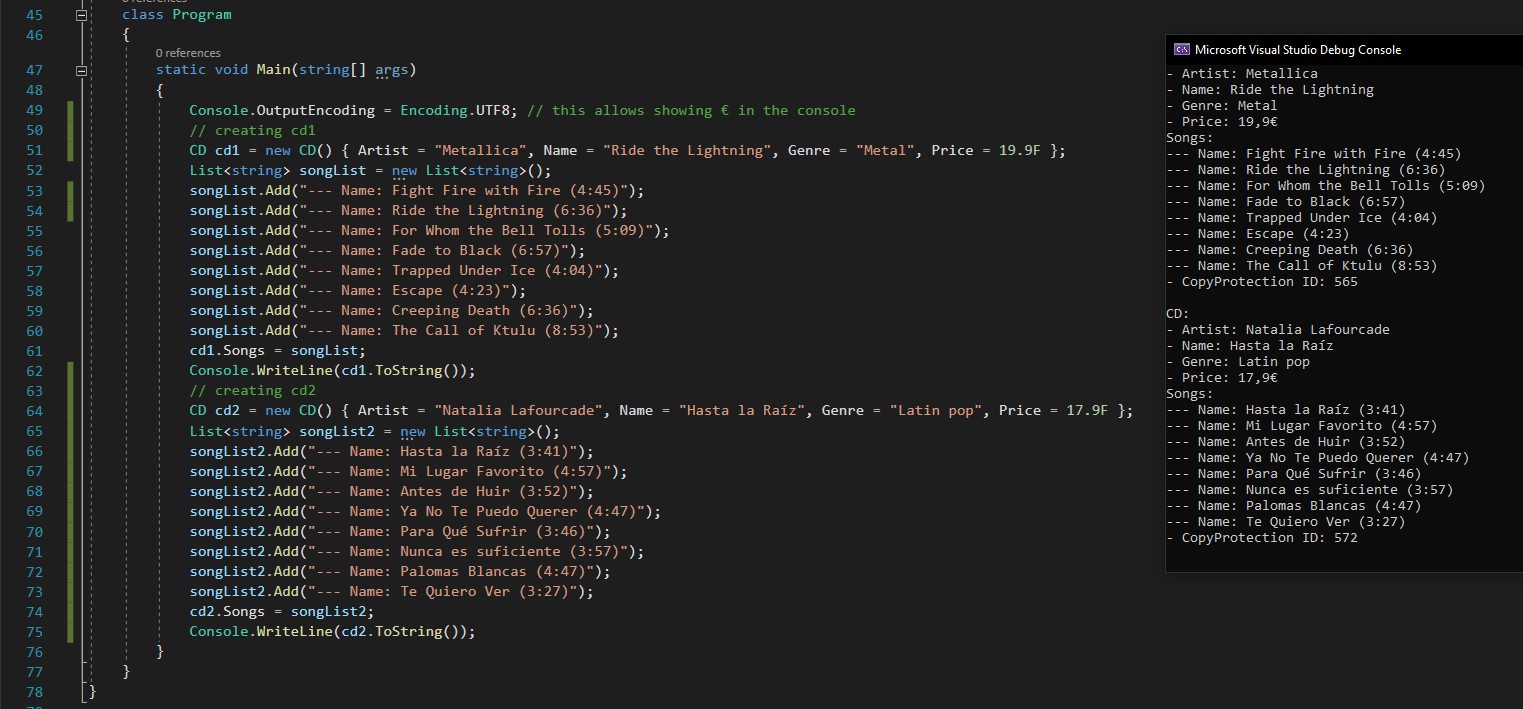 0 references
45 class Program
46 {
0 references
47 static void Main(string[] args)
48 {
49 Console.OutputEncoding = Encoding.UTF8; // this allows showing € in the console
50 // creating cd1
51 CD cd1 = new CD() { Artist = "Metallica", Name = "Ride the Lightning", Genre = "Metal", Price = 19.9F };
52 List<string> songList = new List<string>();
53 songList.Add("--- Name: Fight Fire with Fire (4:45)");
54 songList.Add("--- Name: Ride the Lightning (6:36)");
55 songList.Add("--- Name: For Whom the Bell Tolls (5:09)");
56 songList.Add("--- Name: Fade to Black (6:57)");
57 songList.Add("--- Name: Trapped Under Ice (4:04)");
58 songList.Add("--- Name: Escape (4:23)");
59 songList.Add("--- Name: Creeping Death (6:36)");
60 songList.Add("--- Name: The Call of Ktulu (8:53)");
61 cd1.Songs = songList;
62 Console.WriteLine(cd1.ToString());
63 // creating cd2
64 CD cd2 = new CD() { Artist = "Natalia Lafourcade", Name = "Hasta la Raíz", Genre = "Latin pop", Price = 17.9F };
65 List<string> songList2 = new List<string>();
66 songList2.Add("--- Name: Hasta la Raíz (3:41)");
67 songList2.Add("--- Name: Mi Lugar Favorito (4:57)");
68 songList2.Add("--- Name: Antes de Huir (3:52)");
69 songList2.Add("--- Name: Ya No Te Puedo Querer (4:47)");
70 songList2.Add("--- Name: Para Qué Sufrir (3:46)");
71 songList2.Add("--- Name: Nunca es suficiente (3:57)");
72 songList2.Add("--- Name: Palomas Blancas (4:47)");
73 songList2.Add("--- Name: Te Quiero Ver (3:27)");
74 cd2.Songs = songList2;
75 Console.WriteLine(cd2.ToString());
76 }
77 }
78 }
Microsoft Visual Studio Debug Console
- Artist: Metallica
- Name: Ride the Lightning
- Genre: Metal
- Price: 19,9€
Songs:
--- Name: Fight Fire with Fire (4:45)
--- Name: Ride the Lightning (6:36)
--- Name: For Whom the Bell Tolls (5:09)
--- Name: Fade to Black (6:57)
--- Name: Trapped Under Ice (4:04)
--- Name: Escape (4:23)
--- Name: Creeping Death (6:36)
--- Name: The Call of Ktulu (8:53)
- CopyProtection ID: 565
CD:
- Artist: Natalia Lafourcade
- Name: Hasta la Raíz
- Genre: Latin pop
- Price: 17,9€
Songs:
--- Name: Hasta la Raíz (3:41)
--- Name: Mi Lugar Favorito (4:57)
--- Name: Antes de Huir (3:52)
--- Name: Ya No Te Puedo Querer (4:47)
--- Name: Para Qué Sufrir (3:46)
--- Name: Nunca es suficiente (3:57)
--- Name: Palomas Blancas (4:47)
--- Name: Te Quiero Ver (3:27)
- CopyProtection ID: 572